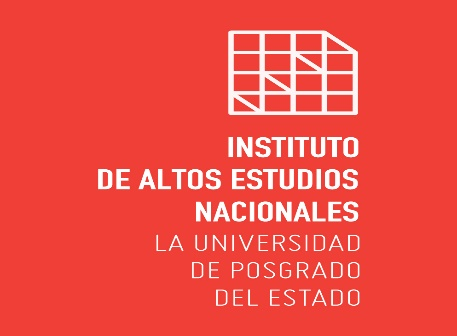 INSTITUTO
DE ALTOS ESTUDIOS
NACIONALES
LA UNIVERSIDAD
DE POSGRADO
DEL ESTADO